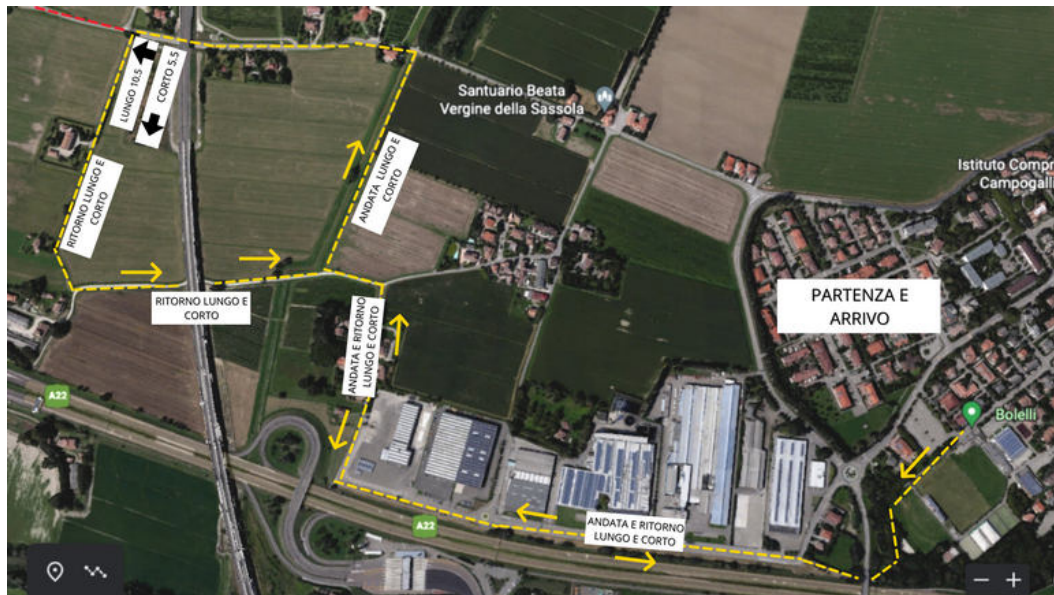 LUNGO 10.5
CORTO 5.5
RITORNO LUNGO E
CORTO
ANDATA LUNGO E
CORTO
Santuario Beata
Vergine della Sassola
Istituto Compr
Campogalli
PARTENZA E
ARRIVO
RITORNO LUNGO E
CORTO
ANDATA E RITORNO
LUNGO E CORTO
A22
Bolelli
A22
ANDATA E RITORNO
LUNGO E CORTO